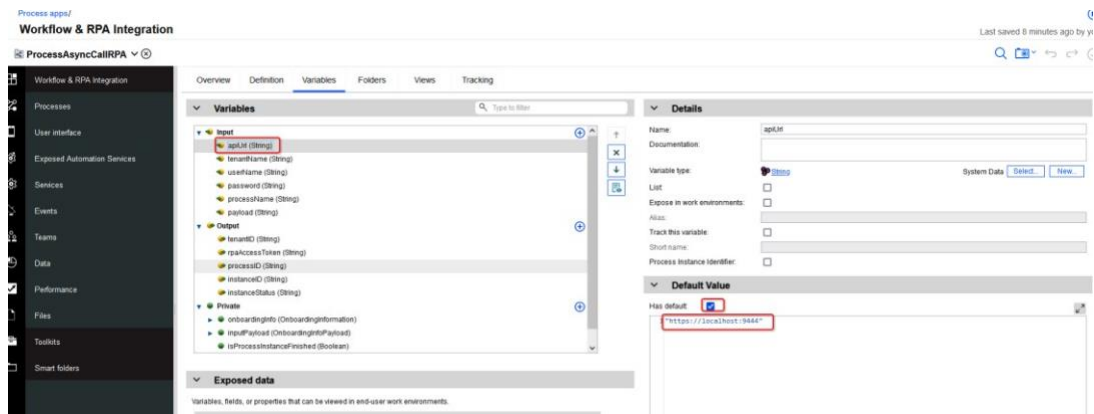 Process apps/
Workflow & RPA Integration
Last saved 8 minutes ago by
ProcessAsyncCallRPA
Workflow & RPA Integration
Processes
User interface
Exposed Automation Services
Services
Events
Teams
Data
Performance
Files
Toolkits
Smart folders
Overview Definition Variables Folders Views Tracking
Variables
Type to filter
Input
apiUrl (String)
tenantName (String)
userName (String)
password (String)
processName (String)
payload (String)
Output
tenantID (String)
rpaAccessToken (String)
processID (String)
instanceID (String)
instanceStatus (String)
Private
onboardingInfo (OnboardingInformation)
inputPayload (OnboardingInfoPayload)
isProcessInstanceFinished (Boolean)
Exposed data
Variables, fields, or properties that can be viewed in end-user work environments.
Details
Name: apiUrl
Documentation:
Variable type: String System Data Select... New...
List
Expose in work environments:
Alias:
Track this variable:
Short name:
Process Instance Identifier:
Default Value
Has default
"https://localhost:9444"